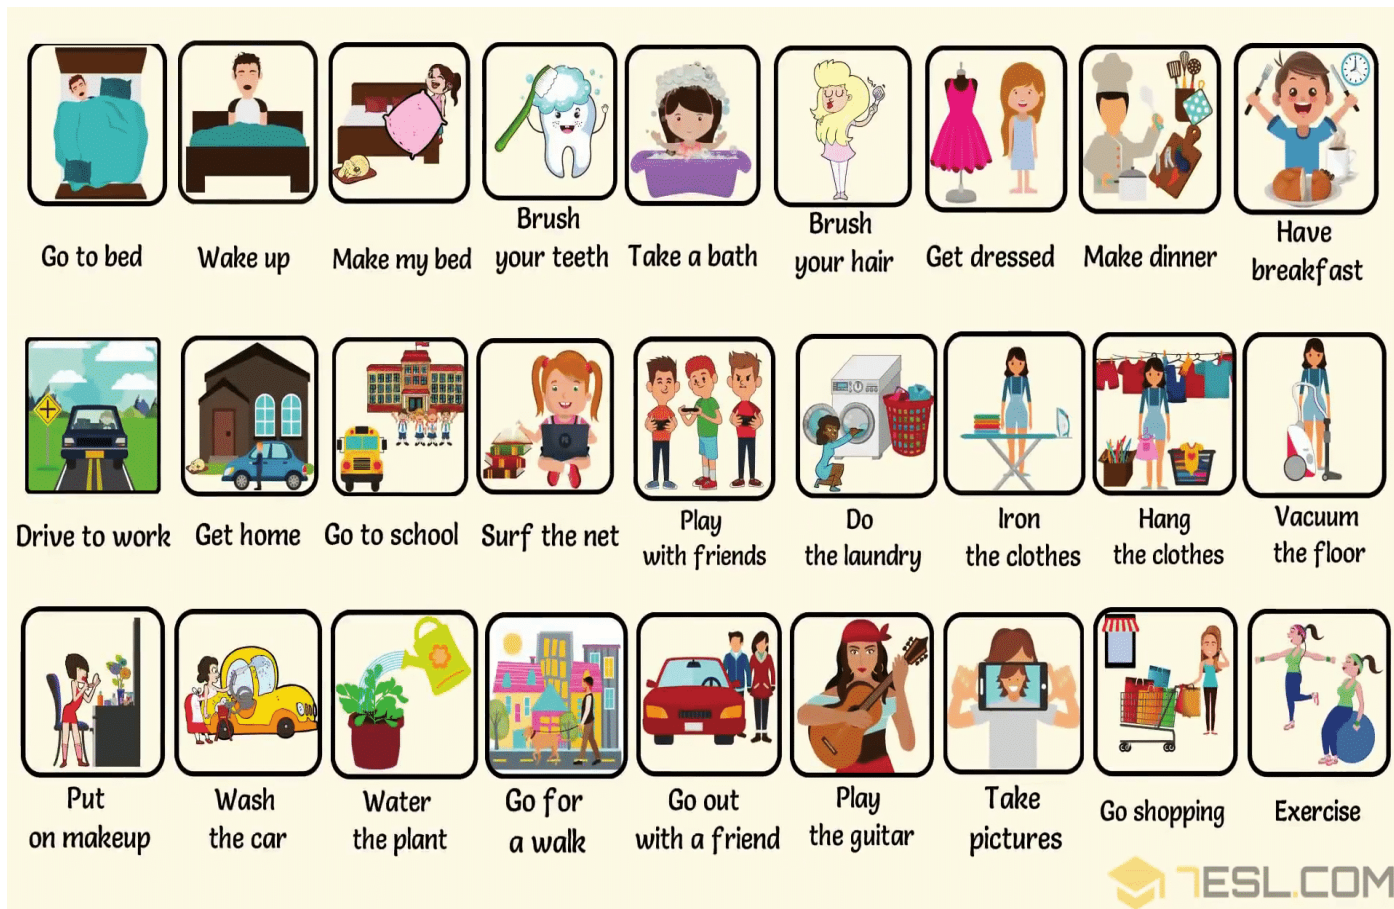 Go to bed
Wake up
Make my bed
Brush
your teeth
Take a bath
Brush
your hair
Get dressed
Make dinner
Have
breakfast
Drive to work
Get home
Go to school
Surf the net
Play
with friends
Do
the laundry
Iron
the clothes
Hang
the clothes
Vacuum
the floor
Put
on makeup
Wash
the car
Water
the plant
Go for
a walk
Go out
with a friend
Play
the guitar
Take
pictures
Go shopping
Exercise
7ESL.COM